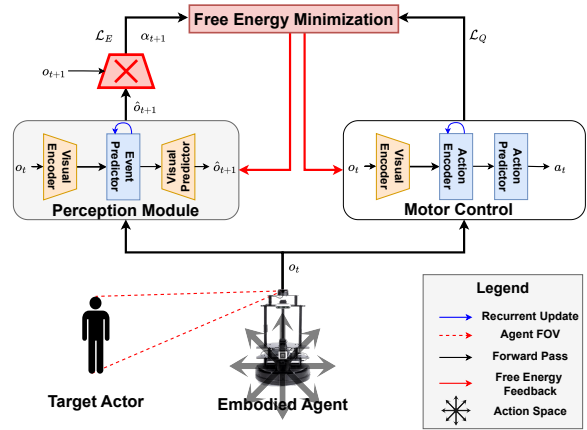 Free Energy Minimization
ℒ_E
α_{t+1}
ℒ_Q
o_{t+1}
ô_{t+1}
o_t
Visual
Encoder
Event
Predictor
Visual
Predictor
ô_{t+1}
Perception Module
o_t
Visual
Encoder
Action
Encoder
Action
Predictor
a_t
Motor Control
o_t
Target Actor
Embodied Agent
Legend
Recurrent Update
Agent FOV
Forward Pass
Free Energy
Feedback
Action Space